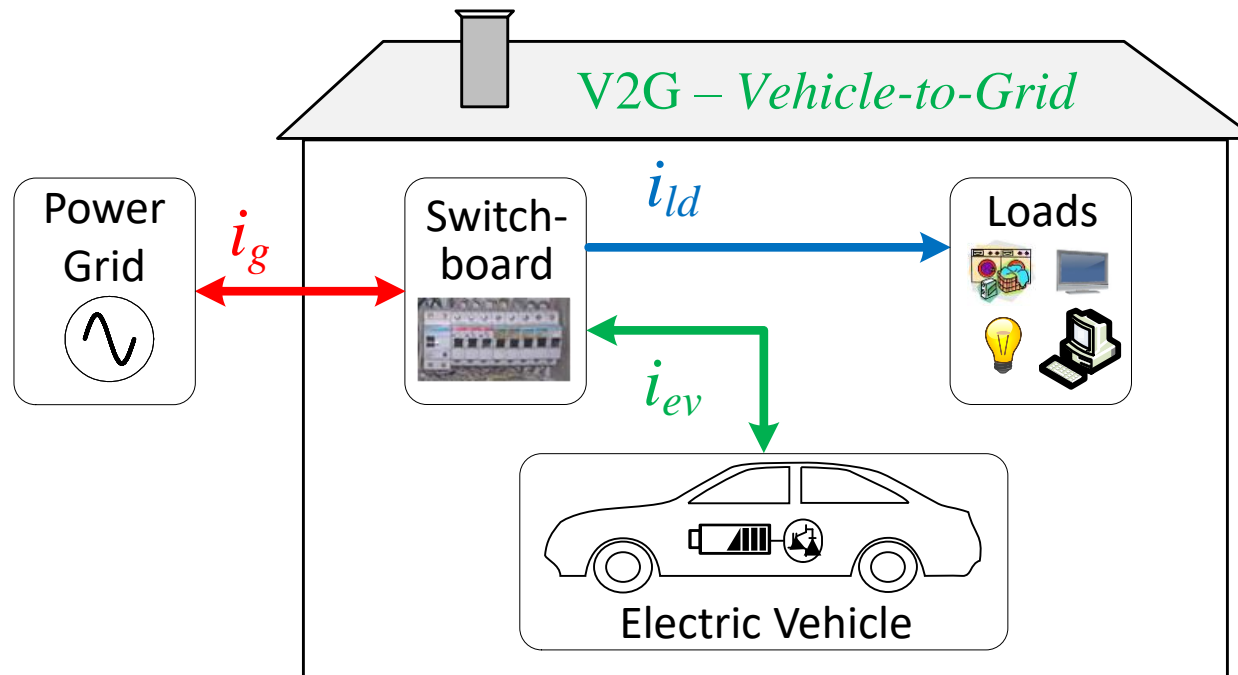 V2G – Vehicle-to-Grid
Power
Grid
i_g
Switch-
board
i_ld
Loads
i_ev
Electric Vehicle